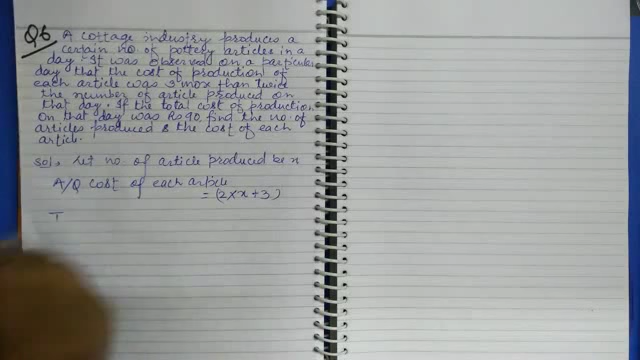 Q6 A cottage industry produces a
certain no of pottery articles in a
day. It was observed on a particular
day that the cost of production of
each article was 3 more than twice
the number of article produced on
that day. If the total cost of production
on that day was Rs 90, find the no. of
articles produced & the cost of each
article.
Sol. Let no of article produced be x
A/Q cost of each article
= (2 x x + 3)
T